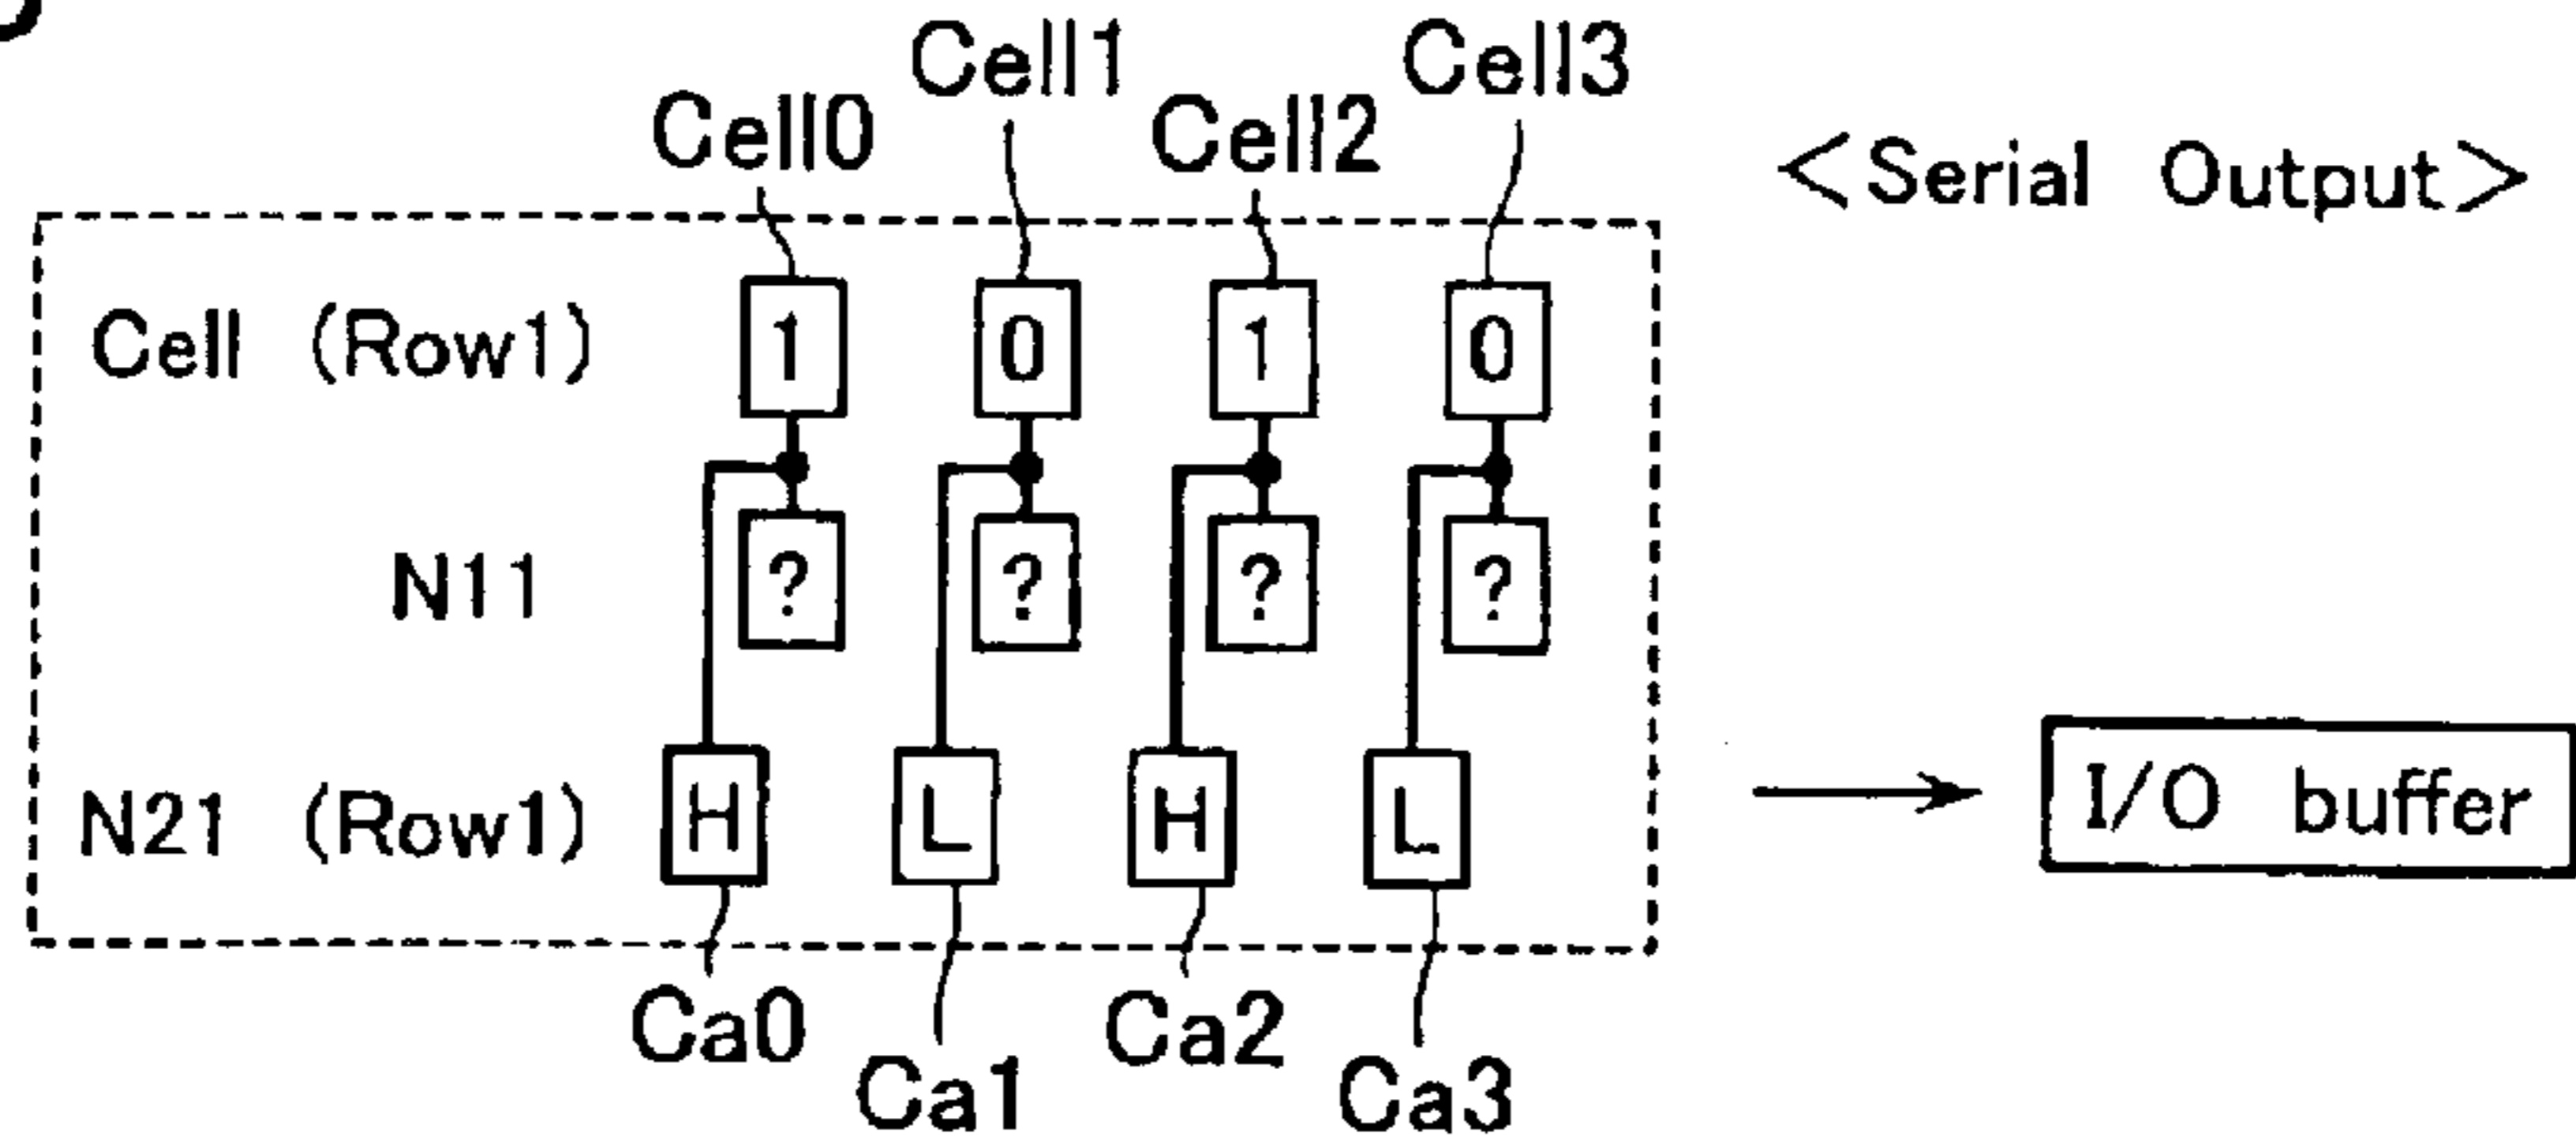 Cell0 Cell1 Cell2 Cell3
<Serial Output>
Cell (Row1) 1 0 1 0
N11 ? ? ? ?
N21 (Row1) H L H L
I/O buffer
Ca0 Ca1 Ca2 Ca3